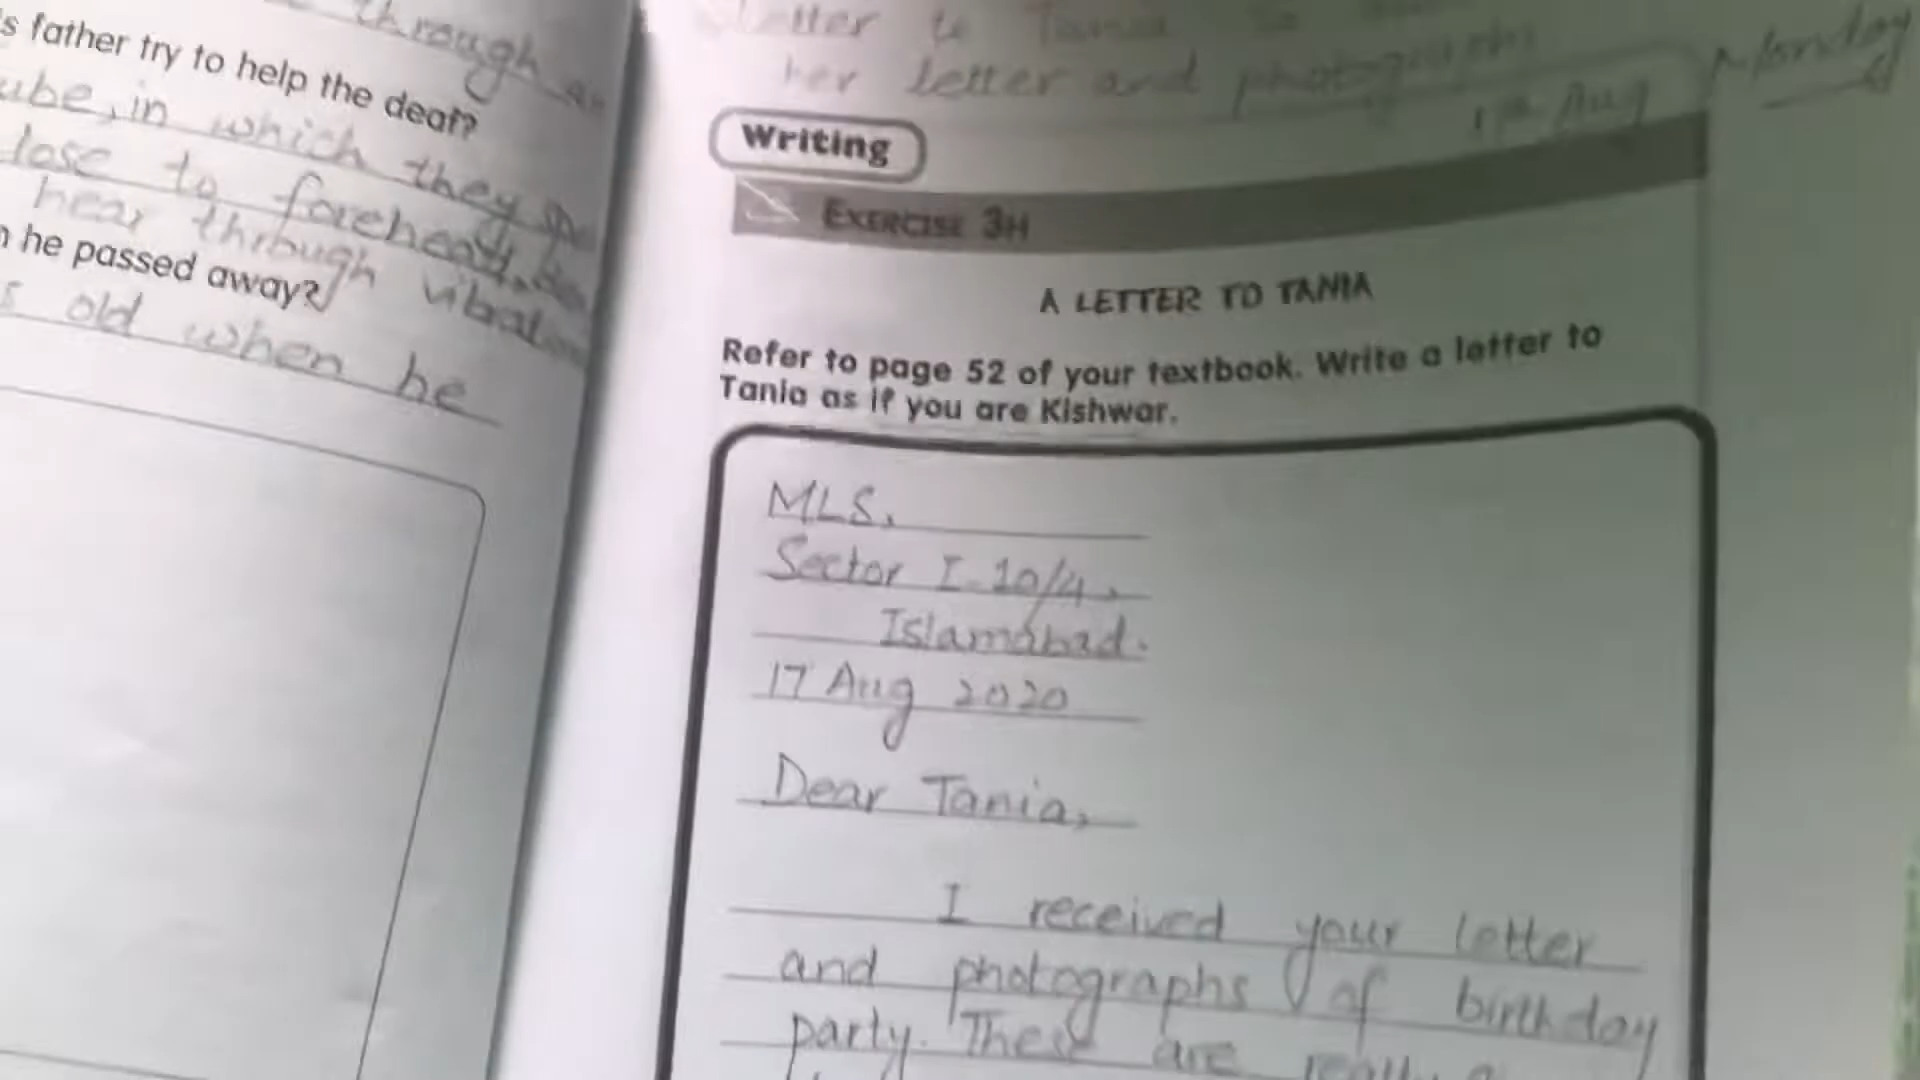 through
s father try to help the deaf?
ube, in which they
lose to forehead,
hear through
n he passed away?
s old when he
letter to Tania
her letter and photographs
Monday
Aug
Writing
EXERCISE 3H
A LETTER TO TANIA
Refer to page 52 of your textbook. Write a letter to
Tania as if you are Kishwar.
MLS,
Sector I-10/4,
Islamabad.
17 Aug 2020
Dear Tania,
I received your letter
and photographs of birthday
party. These are really